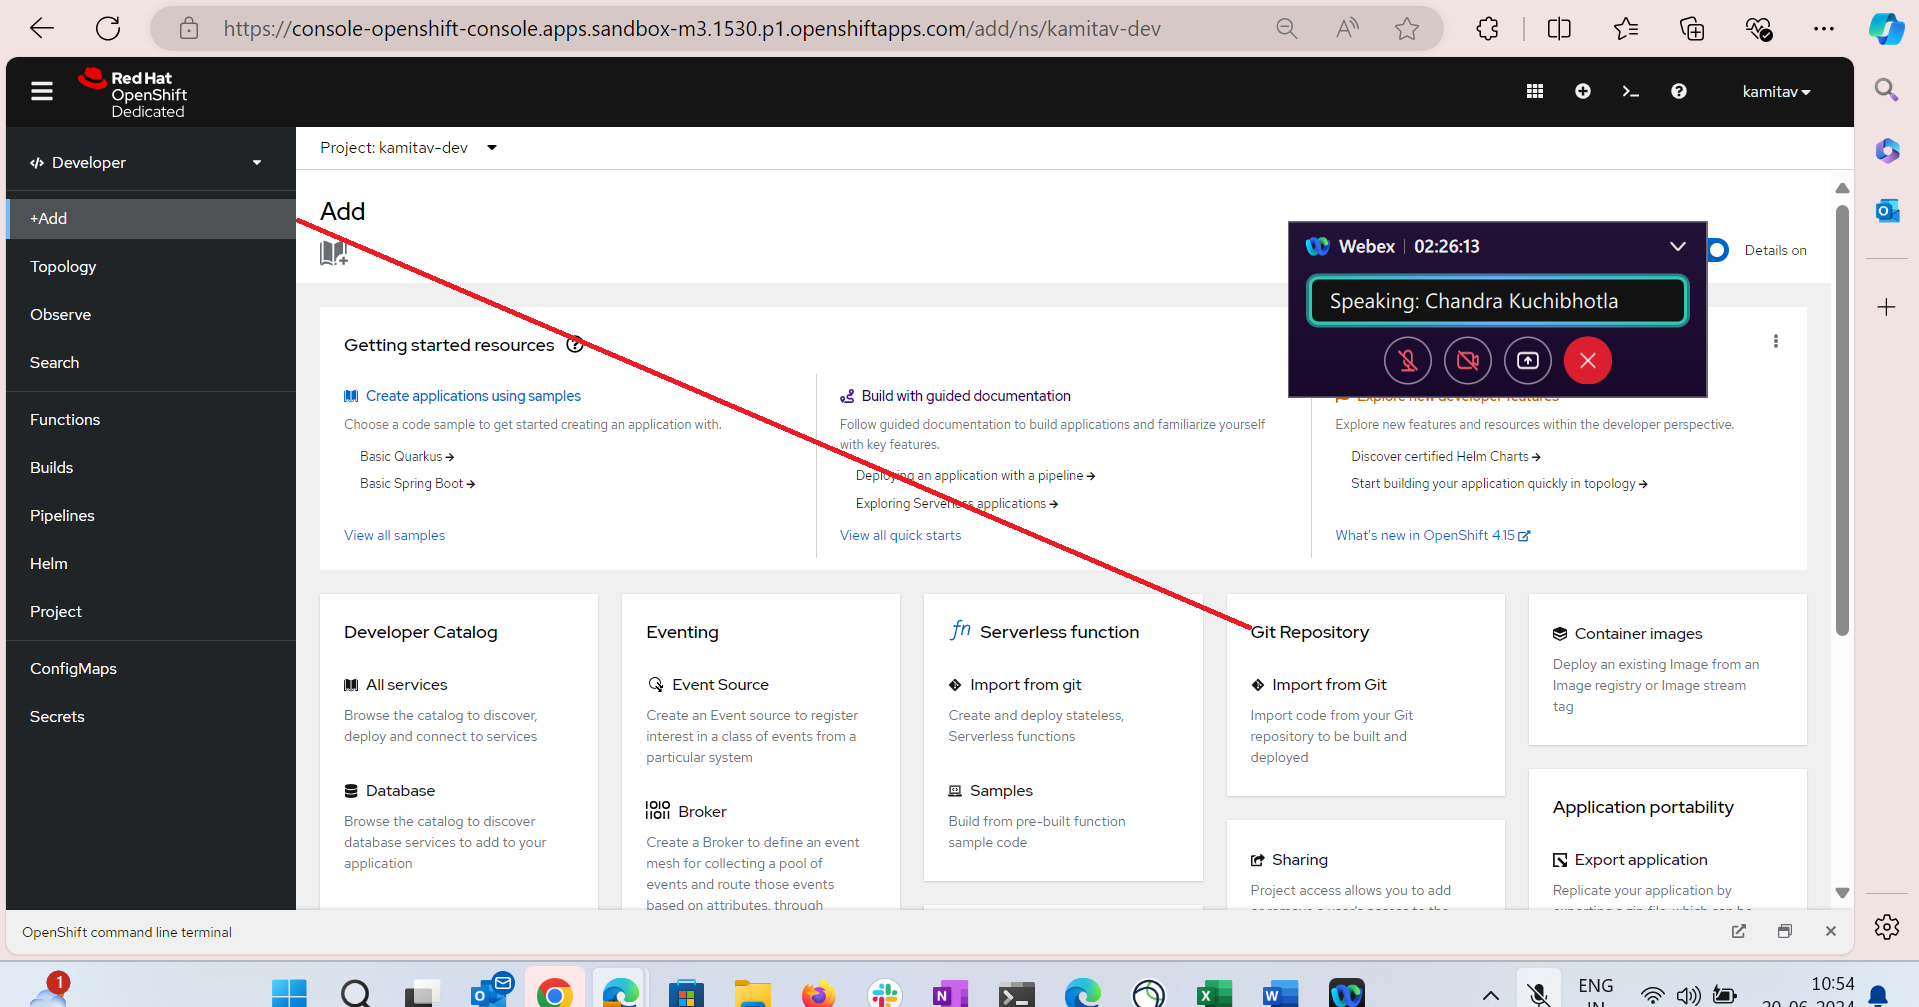 https://console-openshift-console.apps.sandbox-m3.1530.p1.openshiftapps.com/add/ns/kamitav-dev
Red Hat
OpenShift
Dedicated
kamitav
Developer
+Add
Topology
Observe
Search
Functions
Builds
Pipelines
Helm
Project
ConfigMaps
Secrets
Project: kamitav-dev
Add
Details on
Webex 02:26:13
Speaking: Chandra Kuchibhotla
Getting started resources
Create applications using samples
Choose a code sample to get started creating an application with.
Basic Quarkus
Basic Spring Boot
View all samples
Build with guided documentation
Follow guided documentation to build applications and familiarize yourself
with key features.
Deploying an application with a pipeline
Exploring Serverless applications
View all quick starts
Explore new developer features
Explore new features and resources within the developer perspective.
Discover certified Helm Charts
Start building your application quickly in topology
What's new in OpenShift 4.15
Developer Catalog
All services
Browse the catalog to discover,
deploy and connect to services
Database
Browse the catalog to discover
database services to add to your
application
Eventing
Event Source
Create an Event source to register
interest in a class of events from a
particular system
Broker
Create a Broker to define an event
mesh for collecting a pool of
events and route those events
based on attributes, through
fn Serverless function
Import from git
Create and deploy stateless,
Serverless functions
Samples
Build from pre-built function
sample code
Git Repository
Import from Git
Import code from your Git
repository to be built and
deployed
Sharing
Project access allows you to add
or remove a user's access to the
Container images
Deploy an existing Image from an
Image registry or Image stream
tag
Application portability
Export application
Replicate your application by
exporting a zip file, which can be
OpenShift command line terminal
1
ENG
IN
10:54
20-06-2024